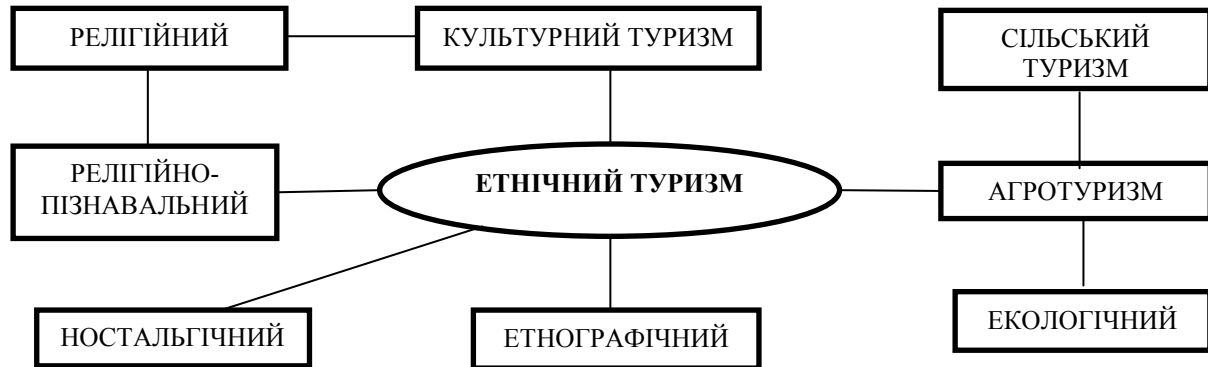 РЕЛІГІЙНИЙ
КУЛЬТУРНИЙ ТУРИЗМ
СІЛЬСЬКИЙ
ТУРИЗМ
РЕЛІГІЙНО-
ПІЗНАВАЛЬНИЙ
ЕТНІЧНИЙ ТУРИЗМ
АГРОТУРИЗМ
НОСТАЛЬГІЧНИЙ
ЕТНОГРАФІЧНИЙ
ЕКОЛОГІЧНИЙ